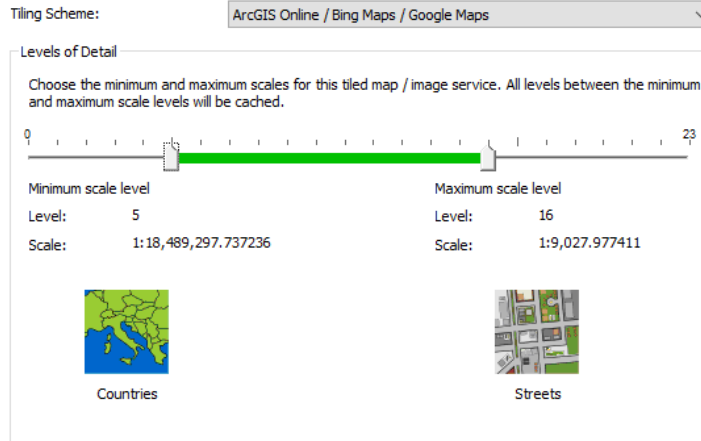 Tiling Scheme: ArcGIS Online / Bing Maps / Google Maps
Levels of Detail
Choose the minimum and maximum scales for this tiled map / image service. All levels between the minimum
and maximum scale levels will be cached.
0 23
Minimum scale level Maximum scale level
Level: 5 Level: 16
Scale: 1:18,489,297.737236 Scale: 1:9,027.977411
Countries Streets